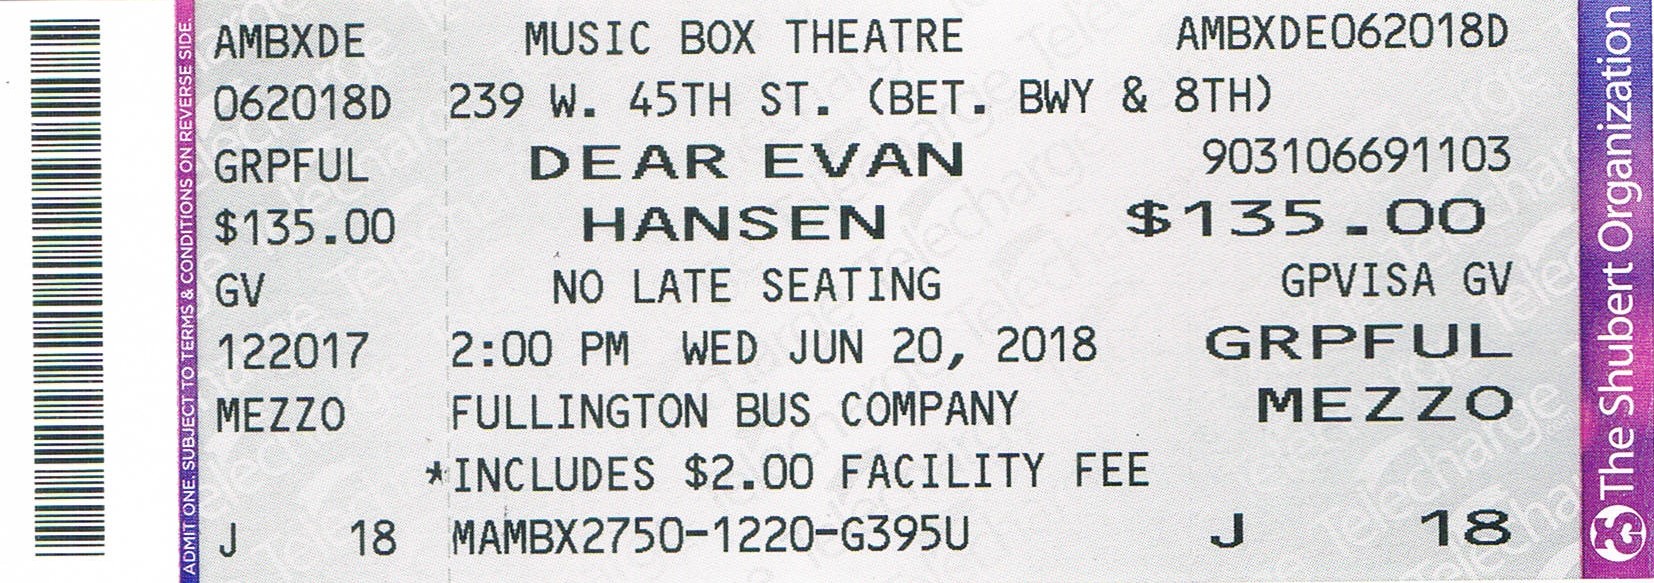 ADMIT ONE. SUBJECT TO TERMS & CONDITIONS ON REVERSE SIDE.
AMBXDE
062018D
GRPFUL
$135.00
GV
122017
MEZZO
J 18
MUSIC BOX THEATRE
239 W. 45TH ST. (BET. BWY & 8TH)
DEAR EVAN
HANSEN
NO LATE SEATING
2:00 PM WED JUN 20, 2018
FULLINGTON BUS COMPANY
*INCLUDES $2.00 FACILITY FEE
MAMBX2750-1220-G395U
AMBXDE062018D
903106691103
$135.00
GPVISA GV
GRPFUL
MEZZO
J 18
The Shubert Organization
Telecharge